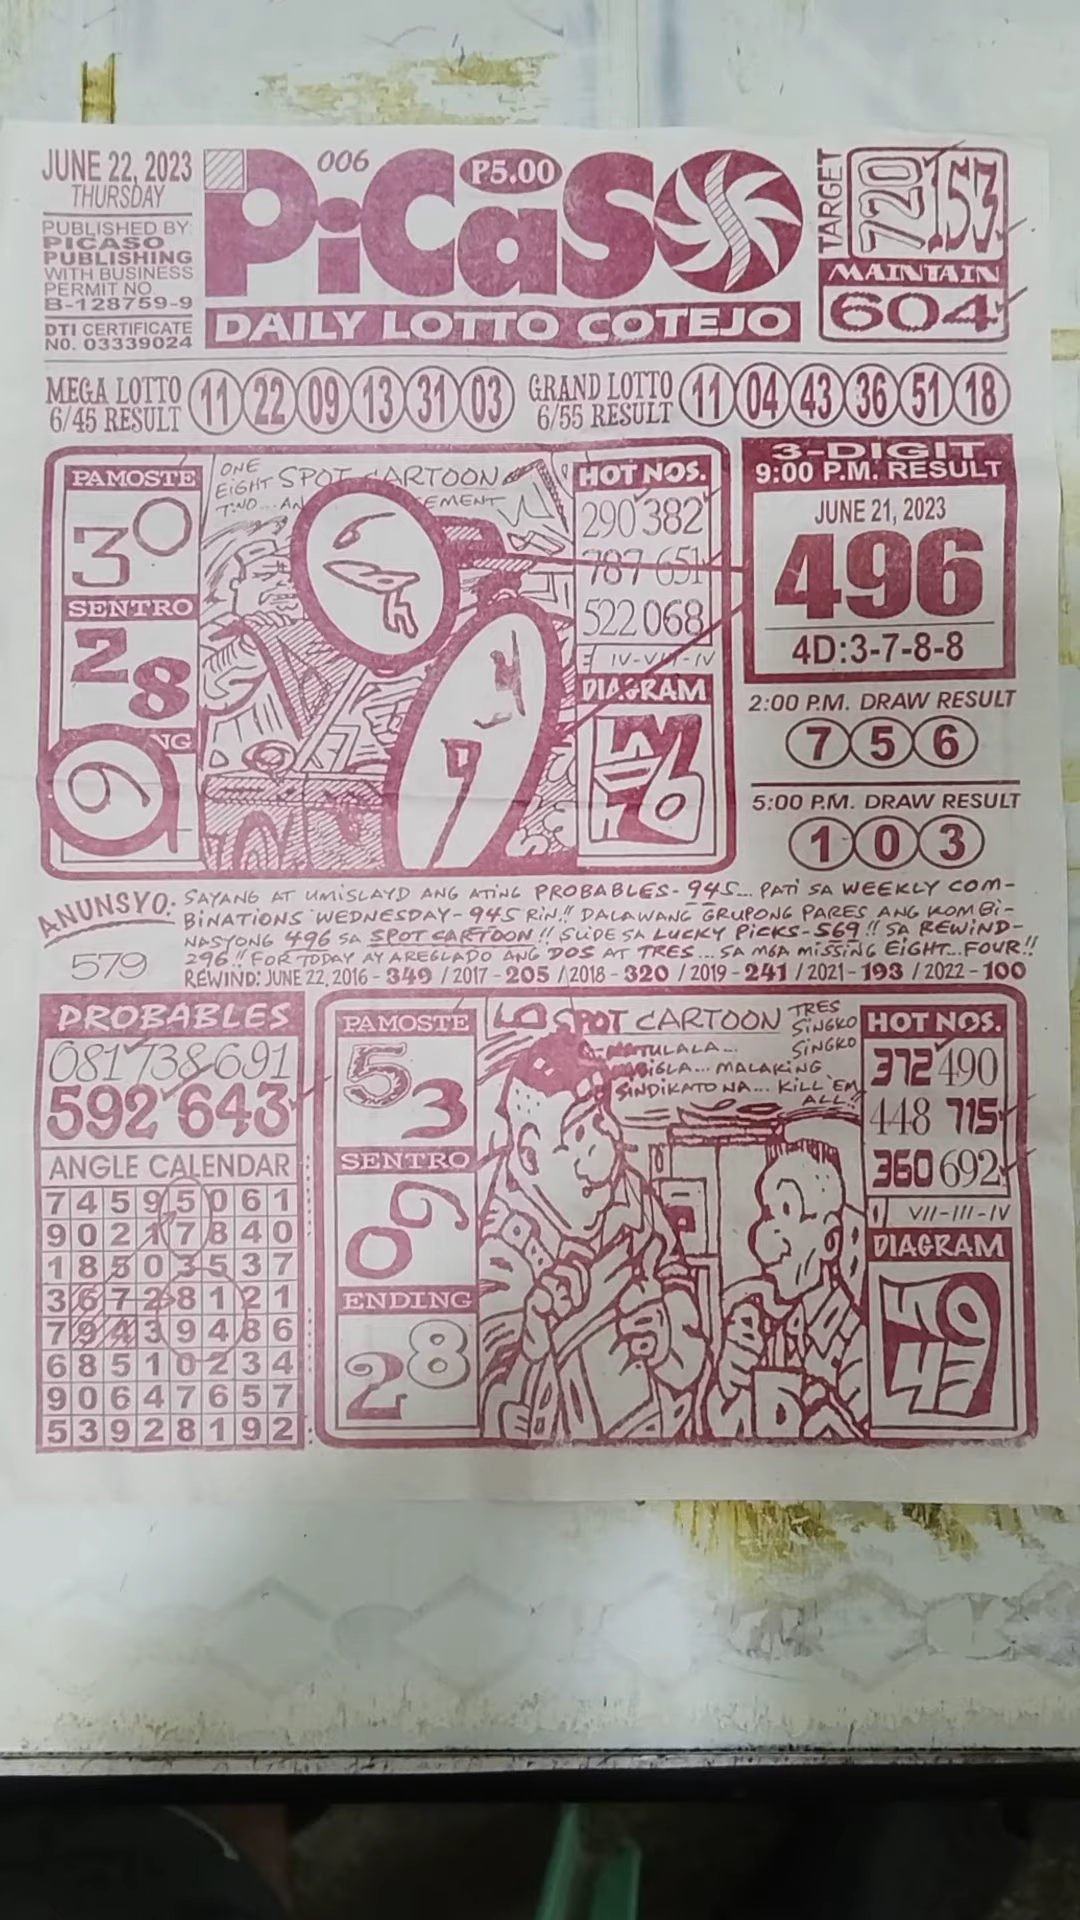 JUNE 22, 2023
THURSDAY
PUBLISHED BY:
PICASO
PUBLISHING
WITH BUSINESS
PERMIT NO.
B-128759-9
DTI CERTIFICATE
NO. 03339024
006
P5.00
PiCaSO
DAILY LOTTO COTEJO
TARGET
720 153
MAINTAIN
604
MEGA LOTTO
6/45 RESULT
11 22 09 13 31 03
GRAND LOTTO
6/55 RESULT
11 04 43 36 51 18
PAMOSTE
30
SENTRO
28
NG
9
ONE
EIGHT SPOT CARTOON
HOT NOS.
290 382
787 651
522 068
DIAGRAM
3-DIGIT
9:00 P.M. RESULT
JUNE 21, 2023
496
4D:3-7-8-8
2:00 P.M. DRAW RESULT
7 5 6
5:00 P.M. DRAW RESULT
1 0 3
ANUNSYO:
SAYANG AT UMISLAYD ANG ATING PROBABLES-945... PATI SA WEEKLY COM-
BINATIONS WEDNESDAY-945 RIN!! DALAWANG GRUPONG PARES ANG KOMBI-
NASYONG 496 SA SPOT CARTOON!! SLIDE SA LUCKY PICKS-569!! SA REWIND-
296!! FOR TODAY AY AREGLADO ANG DOS AT TRES... SA MGA MISSING EIGHT...FOUR!!
579
REWIND: JUNE 22, 2016 - 349 / 2017 - 205 / 2018 - 320 / 2019 - 241 / 2021 - 193 / 2022 - 100
PROBABLES
081 738 691
592 643
ANGLE CALENDAR
7 4 5 9 5 0 6 1
9 0 2 1 7 8 4 0
1 8 5 0 3 5 3 7
3 6 7 2 8 1 2 1
7 9 4 3 9 4 8 6
6 8 5 1 0 2 3 4
9 0 6 4 7 6 5 7
5 3 9 2 8 1 9 2
PAMOSTE
53
SENTRO
09
ENDING
28
SPOT CARTOON
TRES
SINGKO
SINGKO
NATULALA...
BIGLA... MALAKING
SINDIKATO NA... KILL 'EM
ALL!!
HOT NOS.
372 490
448 715
360 692
VII-III-IV
DIAGRAM